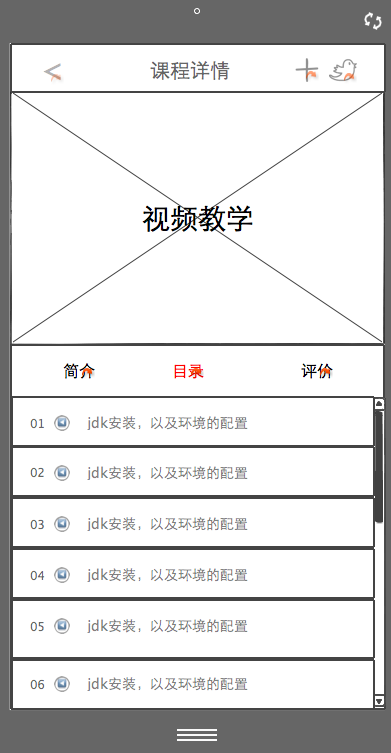 课程详情
视频教学
简介 目录 评价
01 jdk安装，以及环境的配置
02 jdk安装，以及环境的配置
03 jdk安装，以及环境的配置
04 jdk安装，以及环境的配置
05 jdk安装，以及环境的配置
06 jdk安装，以及环境的配置